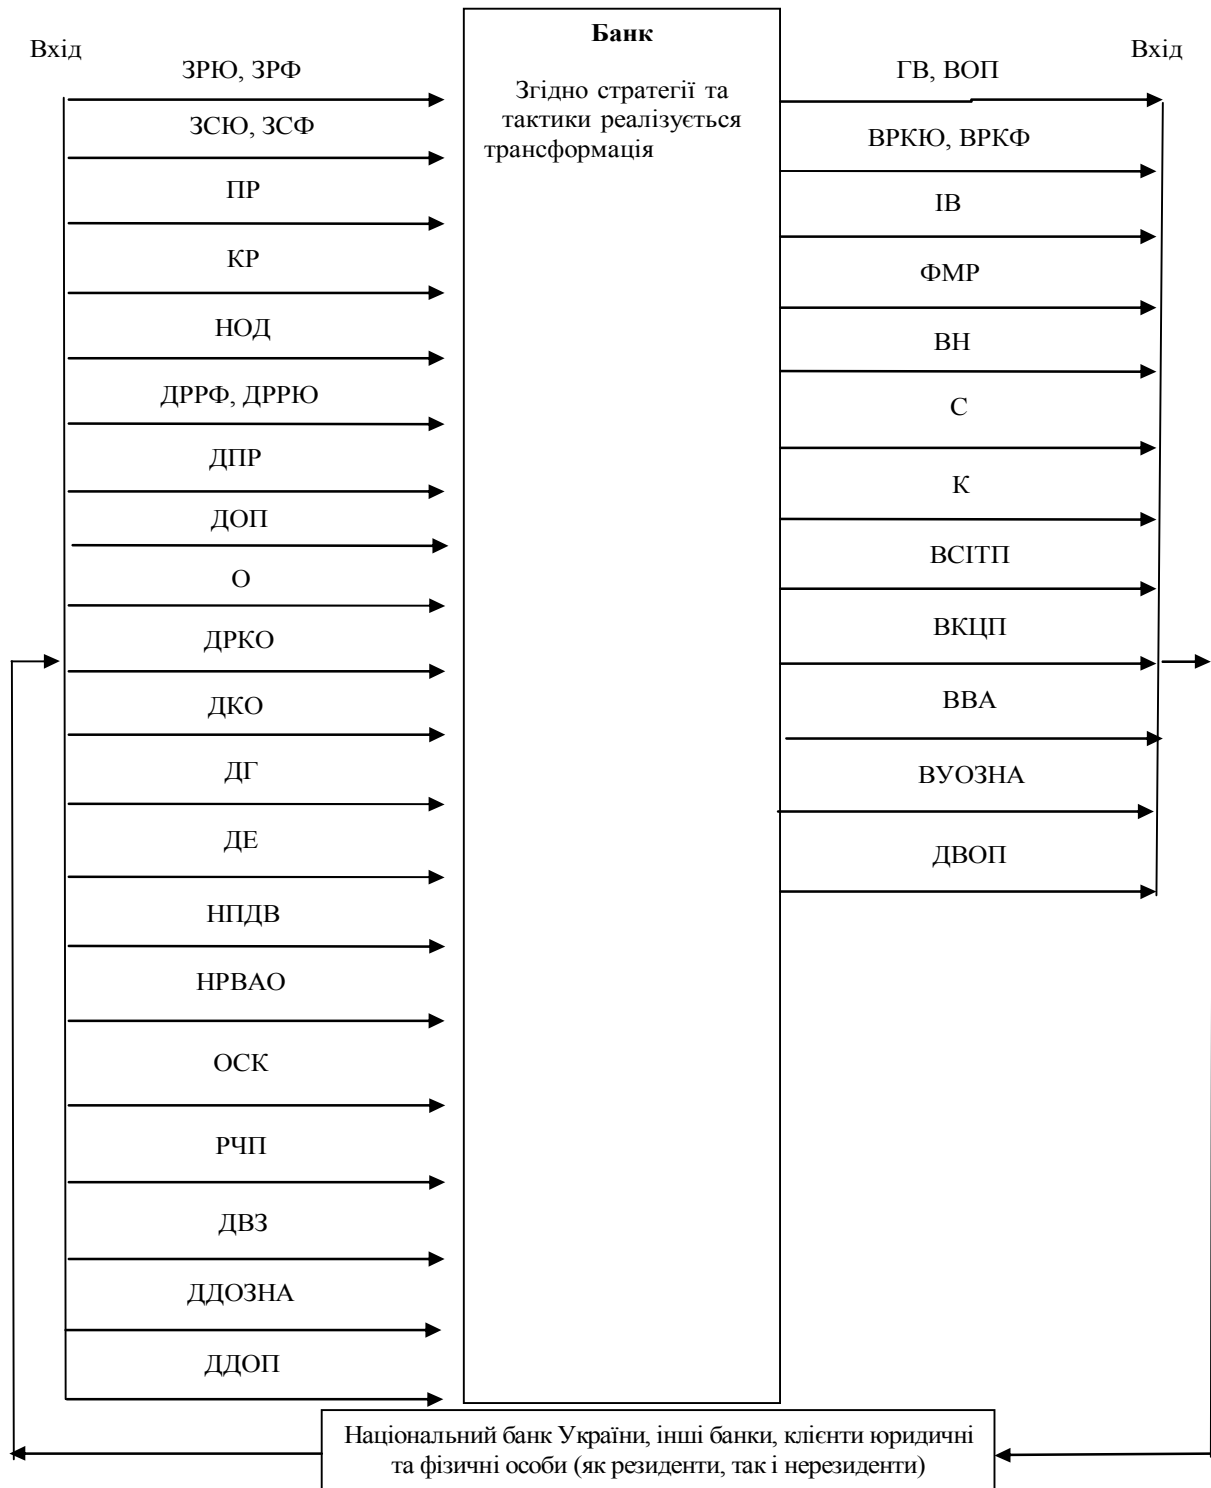 Вхід
ЗРЮ, ЗРФ
ЗСЮ, ЗСФ
ПР
КР
НОД
ДРРФ, ДРРЮ
ДПР
ДОП
О
ДРКО
ДКО
ДГ
ДЕ
НПДВ
НРВАО
ОСК
РЧП
ДВЗ
ДДОЗНА
ДДОП
Банк
Згідно стратегії та
тактики реалізується
трансформація
Вхід
ГВ, ВОП
ВРКЮ, ВРКФ
ІВ
ФМР
ВН
С
К
ВСІТП
ВКЦП
ВВА
ВУОЗНА
ДВОП
Національний банк України, інші банки, клієнти юридичні
та фізичні особи (як резиденти, так і нерезиденти)